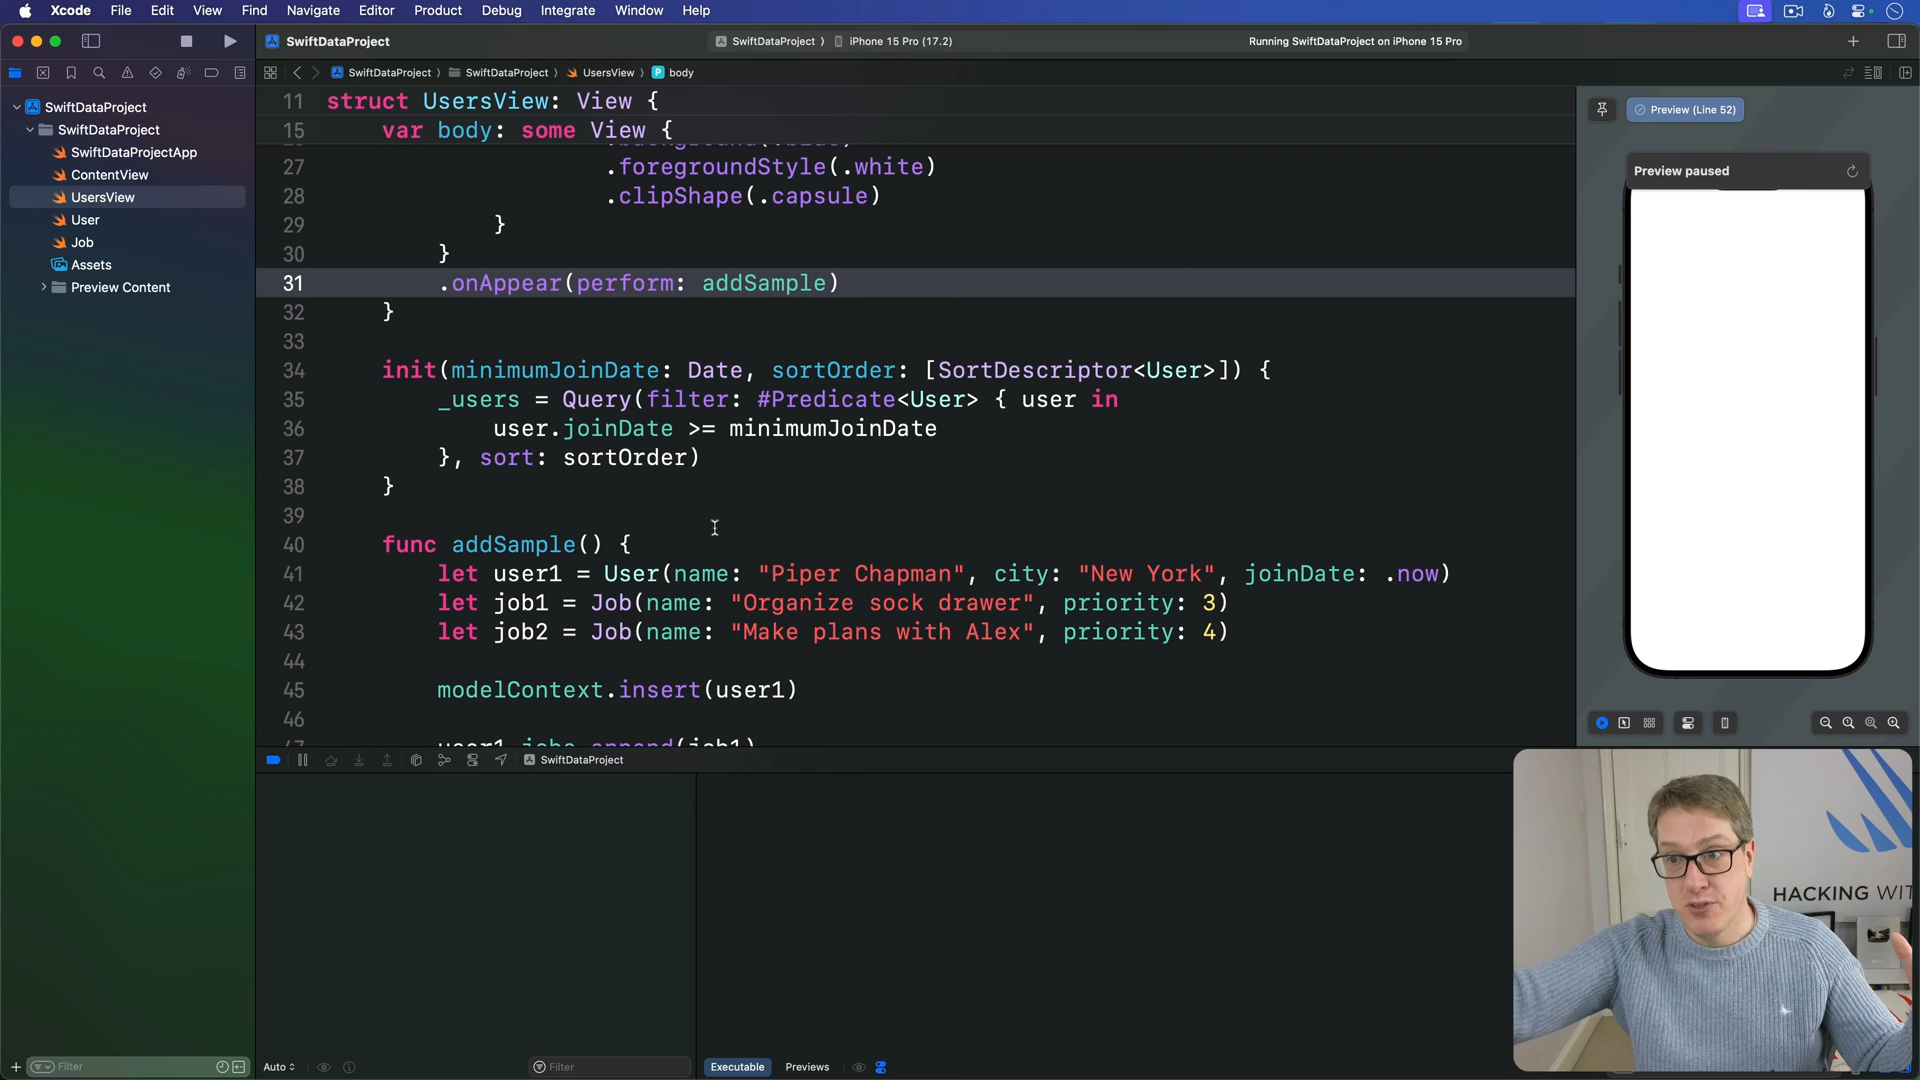 Xcode File Edit View Find Navigate Editor Product Debug Integrate Window Help
SwiftDataProject
SwiftDataProject ⟩ iPhone 15 Pro (17.2)
Running SwiftDataProject on iPhone 15 Pro
SwiftDataProject ⟩ SwiftDataProject ⟩ UsersView ⟩ P body
SwiftDataProject
SwiftDataProject
SwiftDataProjectApp
ContentView
UsersView
User
Job
Assets
Preview Content
11 struct UsersView: View {
15 var body: some View {
27 .foregroundStyle(.white)
28 .clipShape(.capsule)
29 }
30 }
31 .onAppear(perform: addSample)
32 }
33
34 init(minimumJoinDate: Date, sortOrder: [SortDescriptor<User>]) {
35 _users = Query(filter: #Predicate<User> { user in
36 user.joinDate >= minimumJoinDate
37 }, sort: sortOrder)
38 }
39
40 func addSample() {
41 let user1 = User(name: "Piper Chapman", city: "New York", joinDate: .now)
42 let job1 = Job(name: "Organize sock drawer", priority: 3)
43 let job2 = Job(name: "Make plans with Alex", priority: 4)
44
45 modelContext.insert(user1)
46
47 user1.jobs.append(job1)
Preview (Line 52)
Preview paused
SwiftDataProject
HACKING WIT
Filter
Auto
Filter
Executable Previews